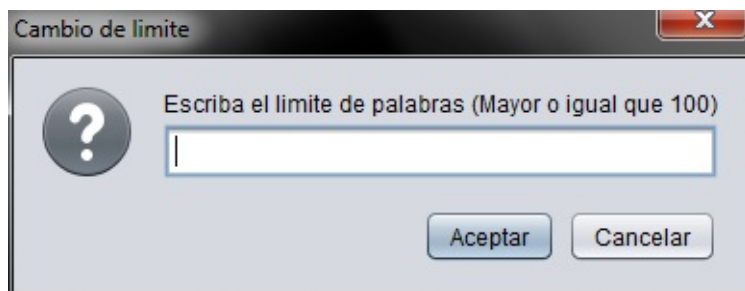 Cambio de limite
Escriba el limite de palabras (Mayor o igual que 100)
Aceptar
Cancelar